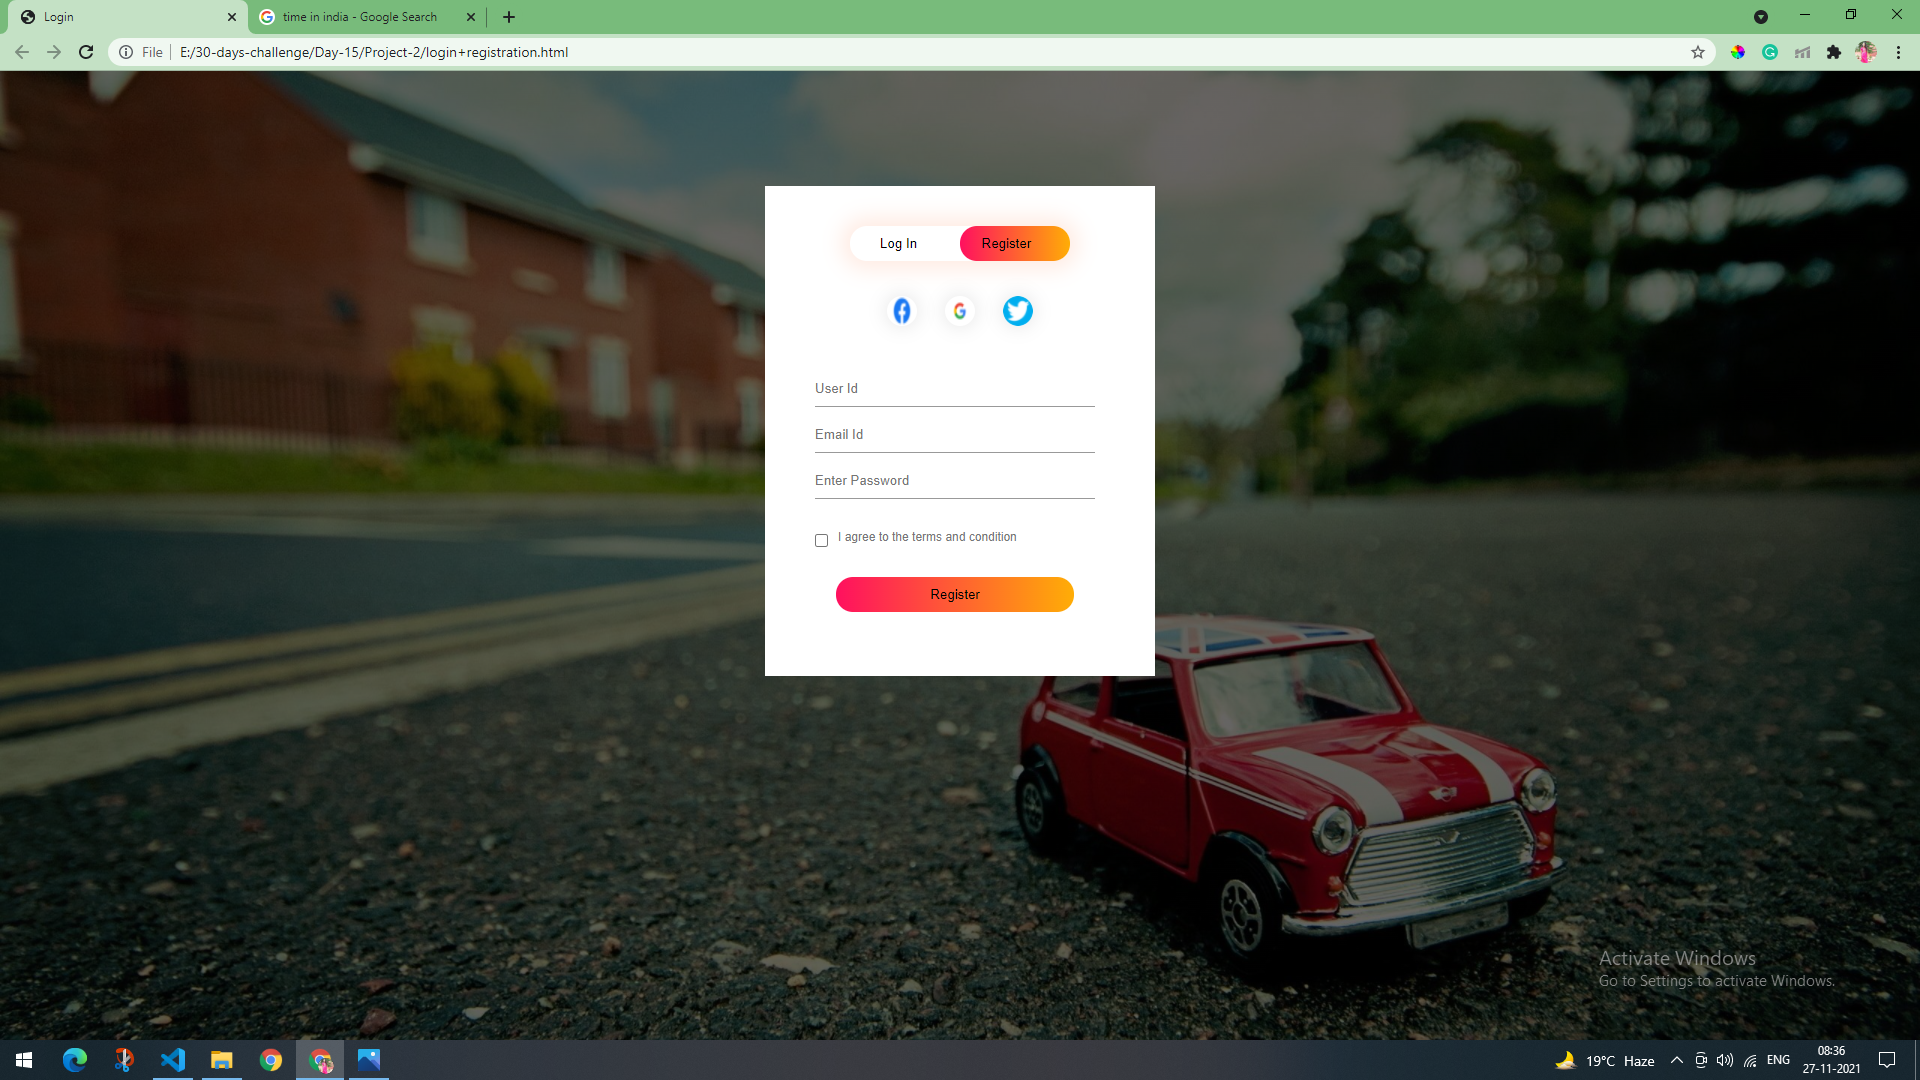 Login
time in india - Google Search
File
E:/30-days-challenge/Day-15/Project-2/login+registration.html
Log In
Register
User Id
Email Id
Enter Password
I agree to the terms and condition
Register
Activate Windows
Go to Settings to activate Windows.
19°C Haze
ENG
08:36
27-11-2021